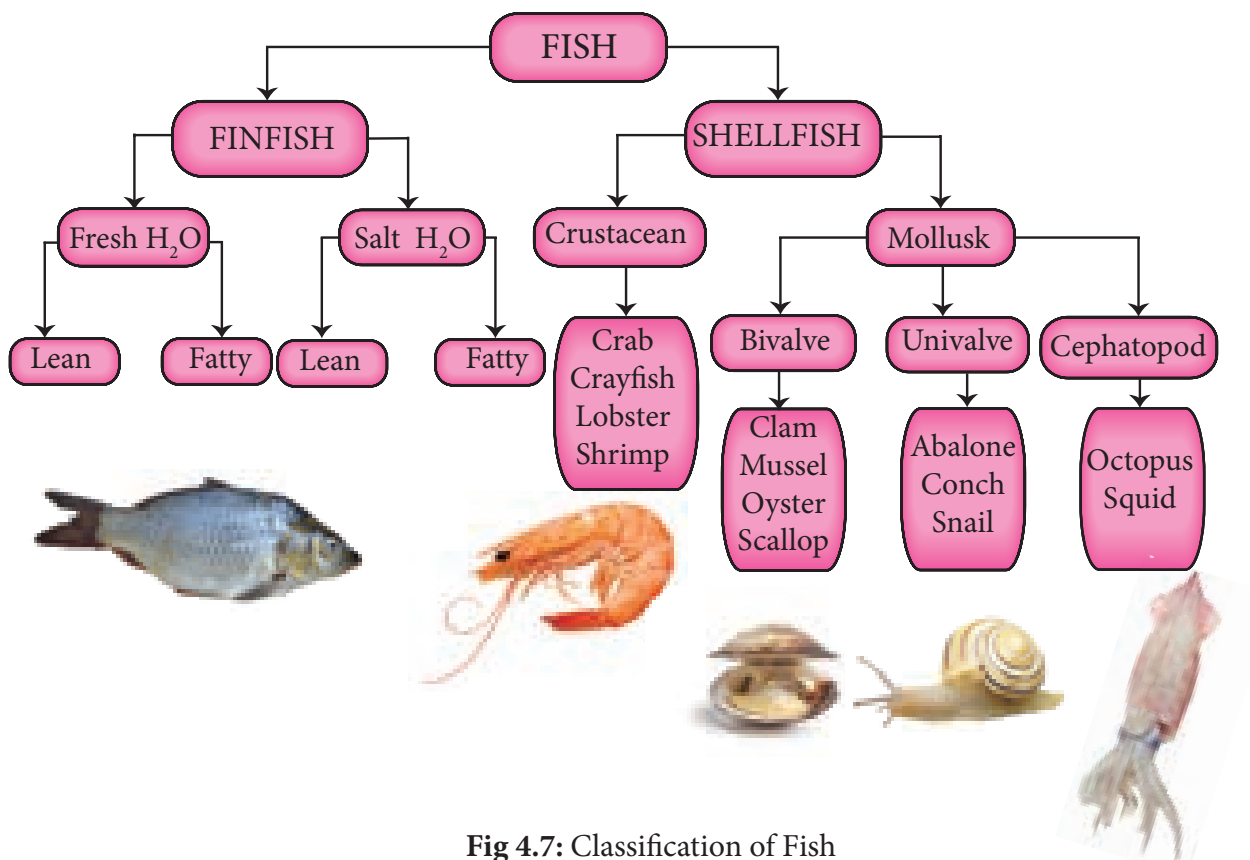 FISH
FINFISH
SHELLFISH
Fresh H₂O
Salt H₂O
Crustacean
Mollusk
Lean
Fatty
Lean
Fatty
Crab
Crayfish
Lobster
Shrimp
Bivalve
Univalve
Cephatopod
Clam
Mussel
Oyster
Scallop
Abalone
Conch
Snail
Octopus
Squid
Fig 4.7: Classification of Fish